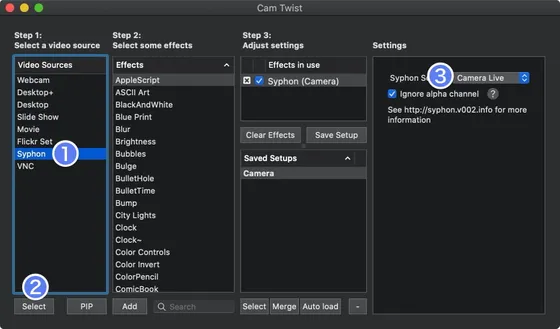 Cam Twist
Step 1:
Select a video source
Video Sources
Webcam
Desktop+
Desktop
Slide Show
Movie
Flickr Set
Syphon
VNC
1
2
Select
PIP
Step 2:
Select some effects
Effects
AppleScript
ASCII Art
BlackAndWhite
Blue Print
Blur
Brightness
Bubbles
Bulge
BulletHole
BulletTime
Bump
City Lights
Clock
Clock~
Color Controls
Color Invert
ColorPencil
ComicBook
Add
Search
Step 3:
Adjust settings
Effects in use
Syphon (Camera)
Clear Effects
Save Setup
Saved Setups
Camera
Select
Merge
Auto load
-
Settings
Syphon S
3
Camera Live
Ignore alpha channel
?
See http://syphon.v002.info for more
information